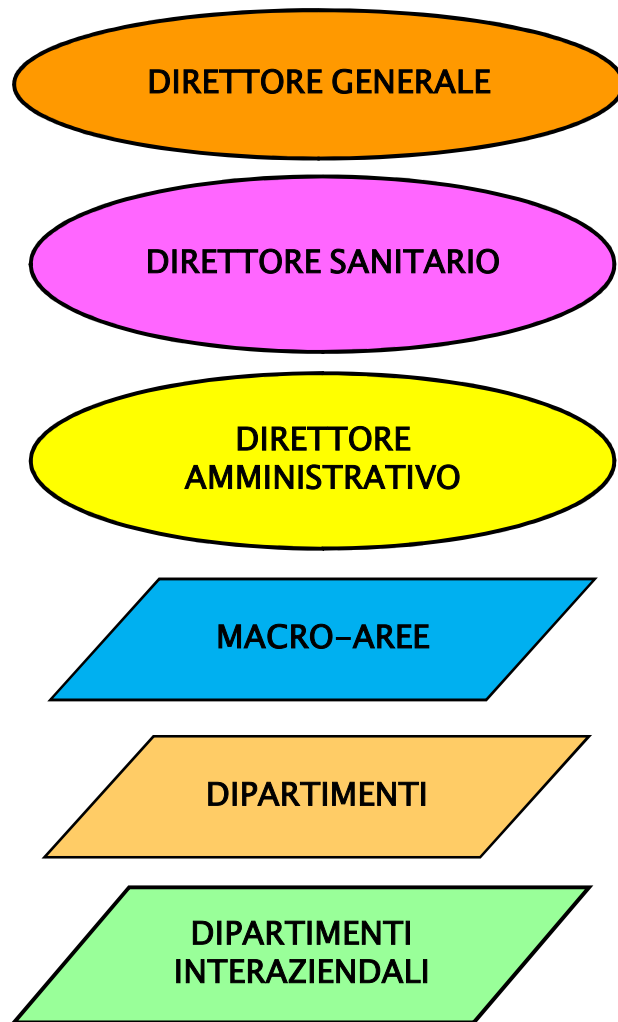 DIRETTORE GENERALE
DIRETTORE SANITARIO
DIRETTORE
AMMINISTRATIVO
MACRO-AREE
DIPARTIMENTI
DIPARTIMENTI
INTERAZIENDALI